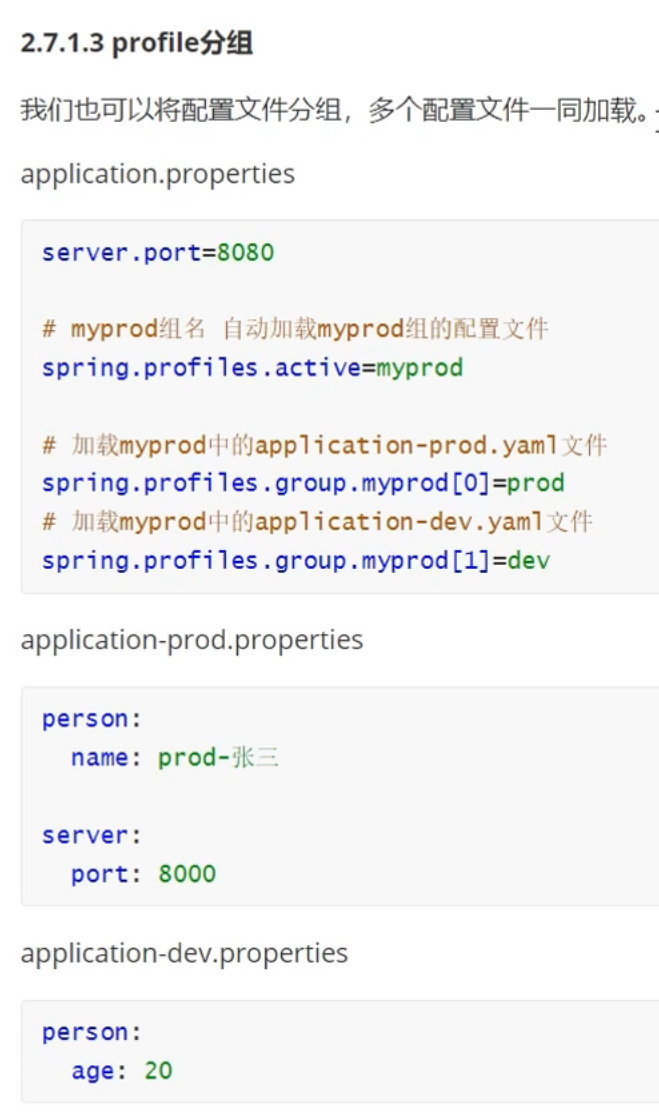 2.7.1.3 profile分组
我们也可以将配置文件分组，多个配置文件一同加载。
application.properties
server.port=8080
# myprod组名 自动加载myprod组的配置文件
spring.profiles.active=myprod
# 加载myprod中的application-prod.yaml文件
spring.profiles.group.myprod[0]=prod
# 加载myprod中的application-dev.yaml文件
spring.profiles.group.myprod[1]=dev
application-prod.properties
person:
  name: prod-张三
server:
  port: 8000
application-dev.properties
person:
  age: 20